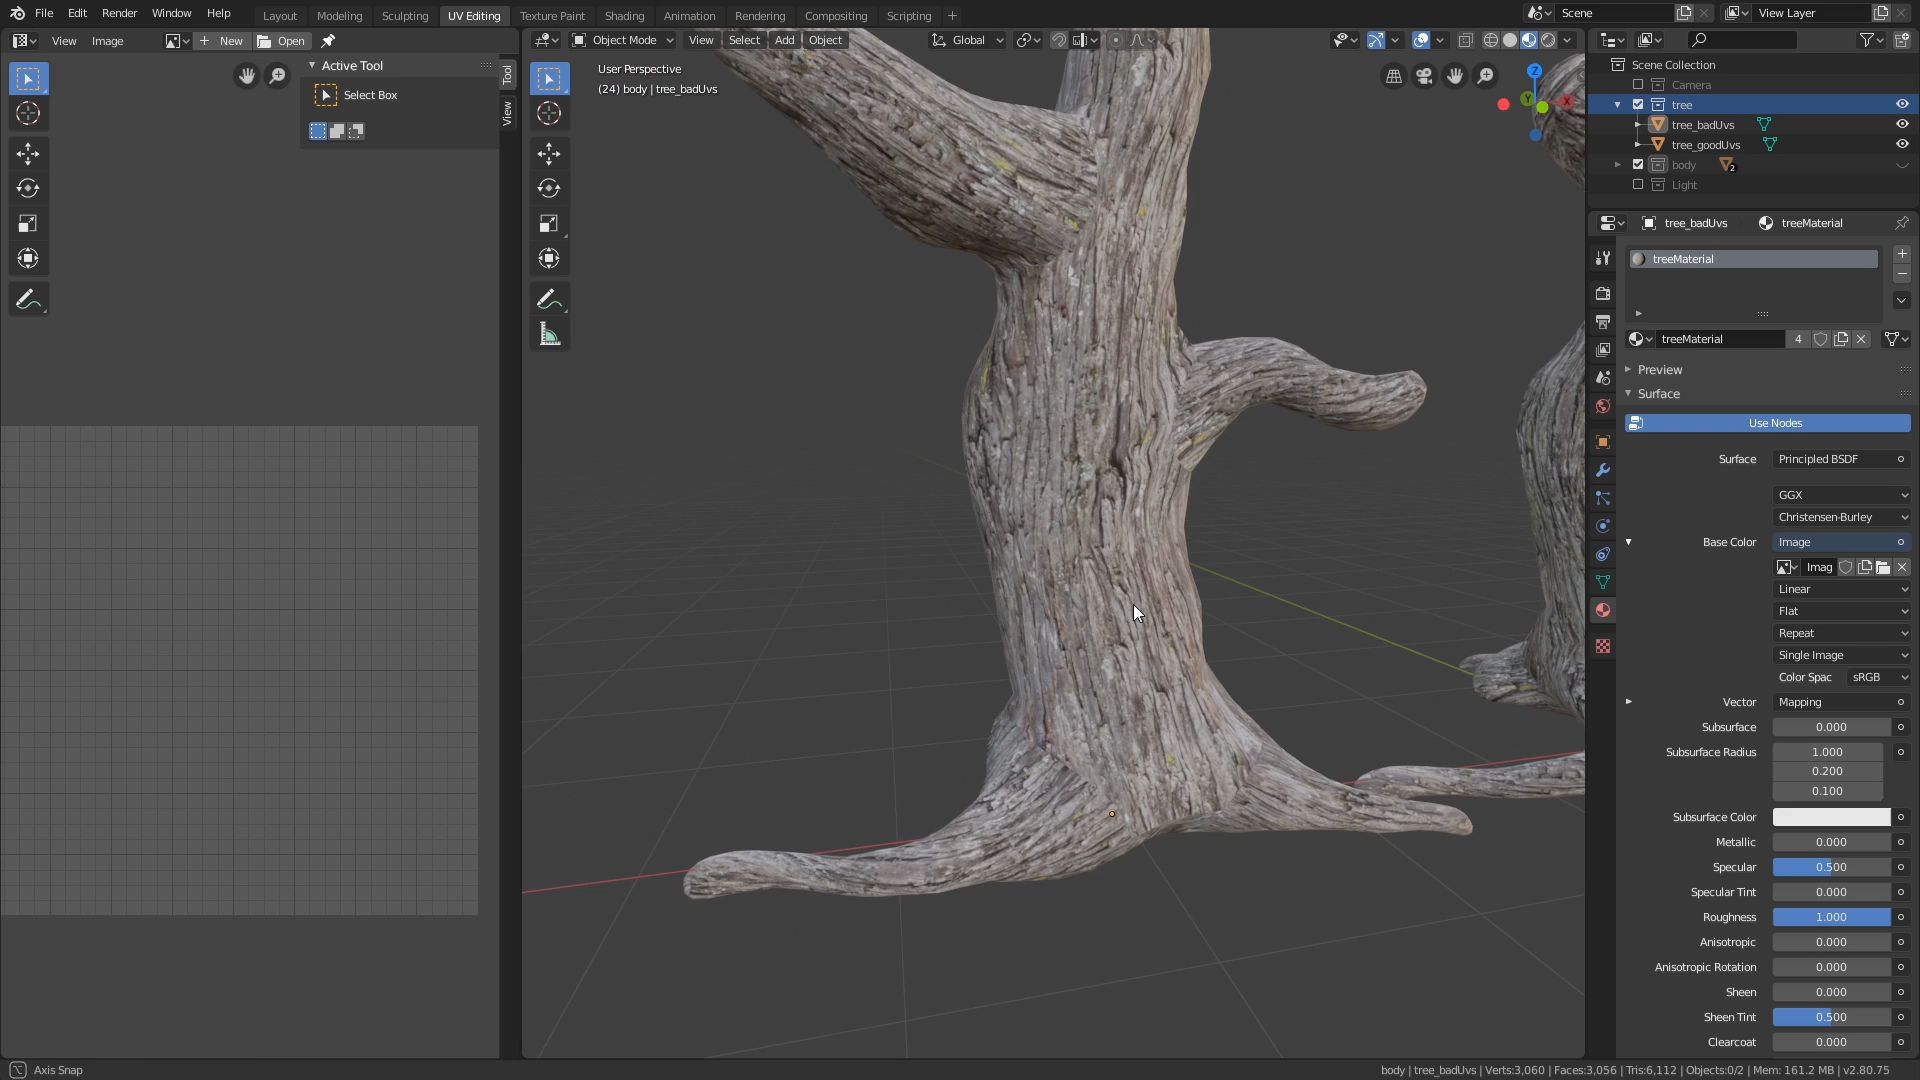 File Edit Render Window Help Layout Modeling Sculpting UV Editing Texture Paint Shading Animation Rendering Compositing Scripting + Scene View Layer
View Image New Open Object Mode View Select Add Object Global
Active Tool
Select Box
Tool
View
User Perspective
(24) body | tree_badUvs
Z
Y
X
Scene Collection
Camera
tree
tree_badUvs
tree_goodUvs
body 2
Light
tree_badUvs treeMaterial
treeMaterial
treeMaterial 4
Preview
Surface
Use Nodes
Surface Principled BSDF
GGX
Christensen-Burley
Base Color Image
Imag
Linear
Flat
Repeat
Single Image
Color Spac sRGB
Vector Mapping
Subsurface 0.000
Subsurface Radius 1.000
0.200
0.100
Subsurface Color
Metallic 0.000
Specular 0.500
Specular Tint 0.000
Roughness 1.000
Anisotropic 0.000
Anisotropic Rotation 0.000
Sheen 0.000
Sheen Tint 0.500
Clearcoat 0.000
Axis Snap body | tree_badUvs | Verts:3,060 | Faces:3,056 | Tris:6,112 | Objects:0/2 | Mem: 161.2 MB | v2.80.75